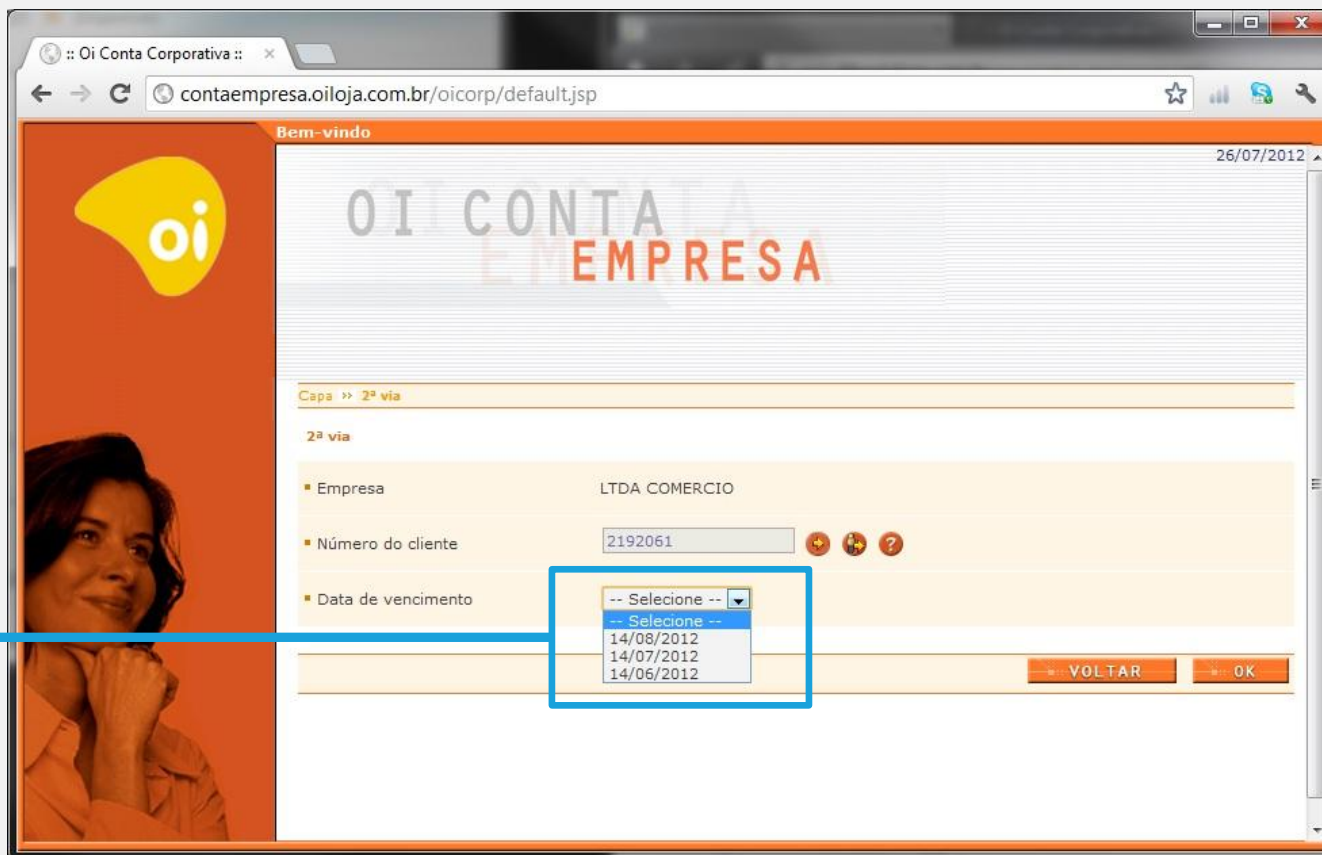 :: Oi Conta Corporativa ::
contaempresa.oiloja.com.br/oicorp/default.jsp
Bem-vindo
26/07/2012
oi
OI CONTA
EMPRESA
Capa » 2ª via
2ª via
Empresa LTDA COMERCIO
Número do cliente 2192061 ?
Data de vencimento -- Selecione --
-- Selecione --
14/08/2012
14/07/2012
14/06/2012
VOLTAR OK